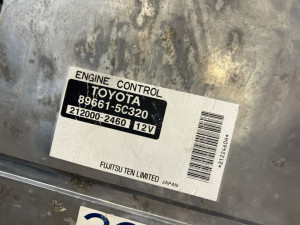 ENGINE CONTROL
TOYOTA
89661-5C320
212000-2460 12V
FUJITSU TEN LIMITED JAPAN